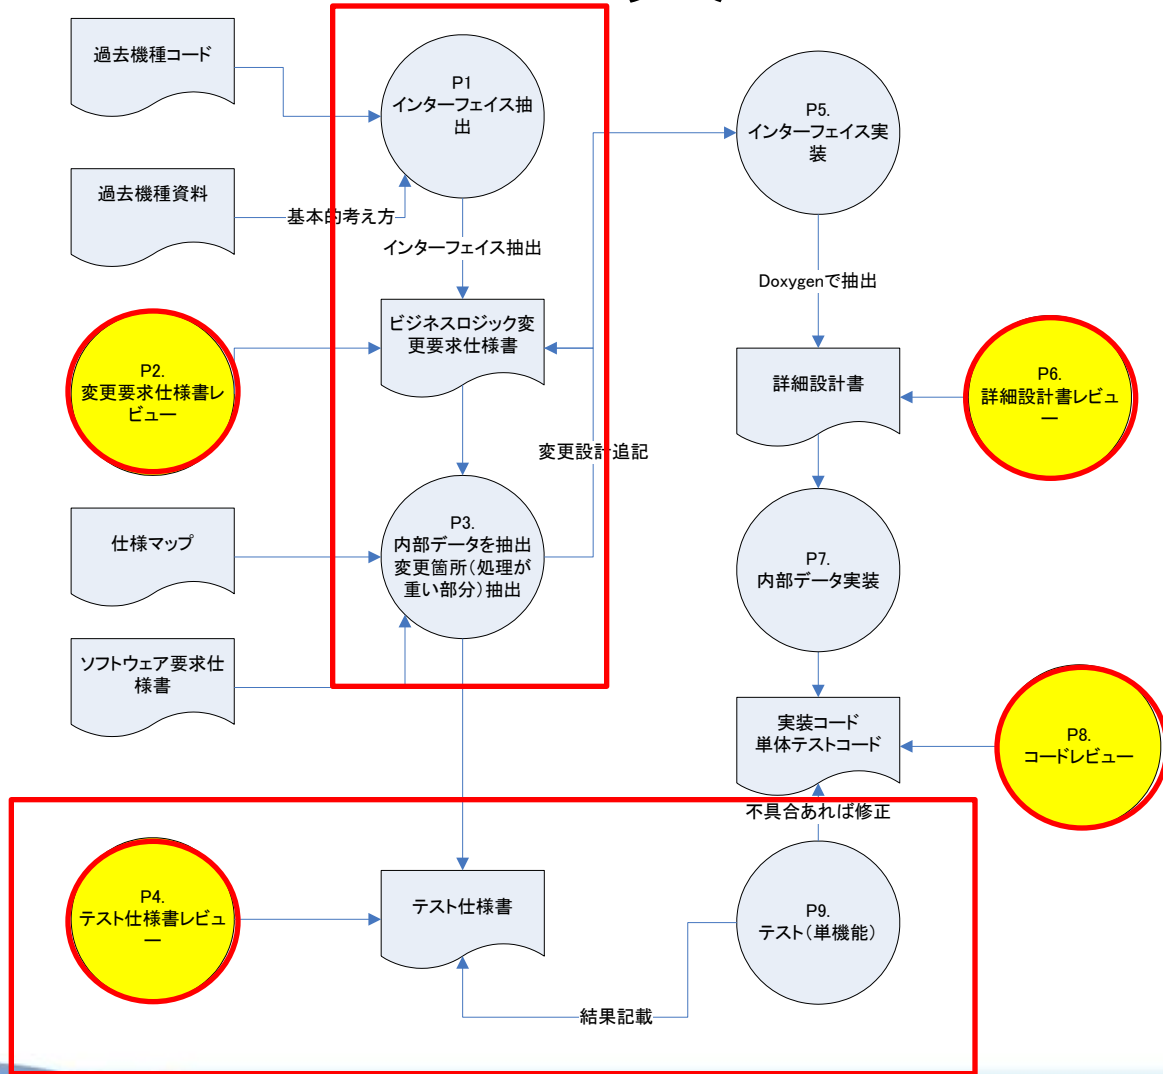 過去機種コード
P1
インターフェイス抽
出
P5.
インターフェイス実
装
過去機種資料
基本的考え方
インターフェイス抽出
Doxygenで抽出
ビジネスロジック変
更要求仕様書
P2.
変更要求仕様書レ
ビュー
詳細設計書
P6.
詳細設計書レビュ
ー
変更設計追記
仕様マップ
P3.
内部データを抽出
変更箇所(処理が
重い部分)抽出
P7.
内部データ実装
ソフトウェア要求仕
様書
実装コード
単体テストコード
P8.
コードレビュー
不具合あれば修正
P4.
テスト仕様書レビュ
ー
テスト仕様書
P9.
テスト(単機能)
結果記載